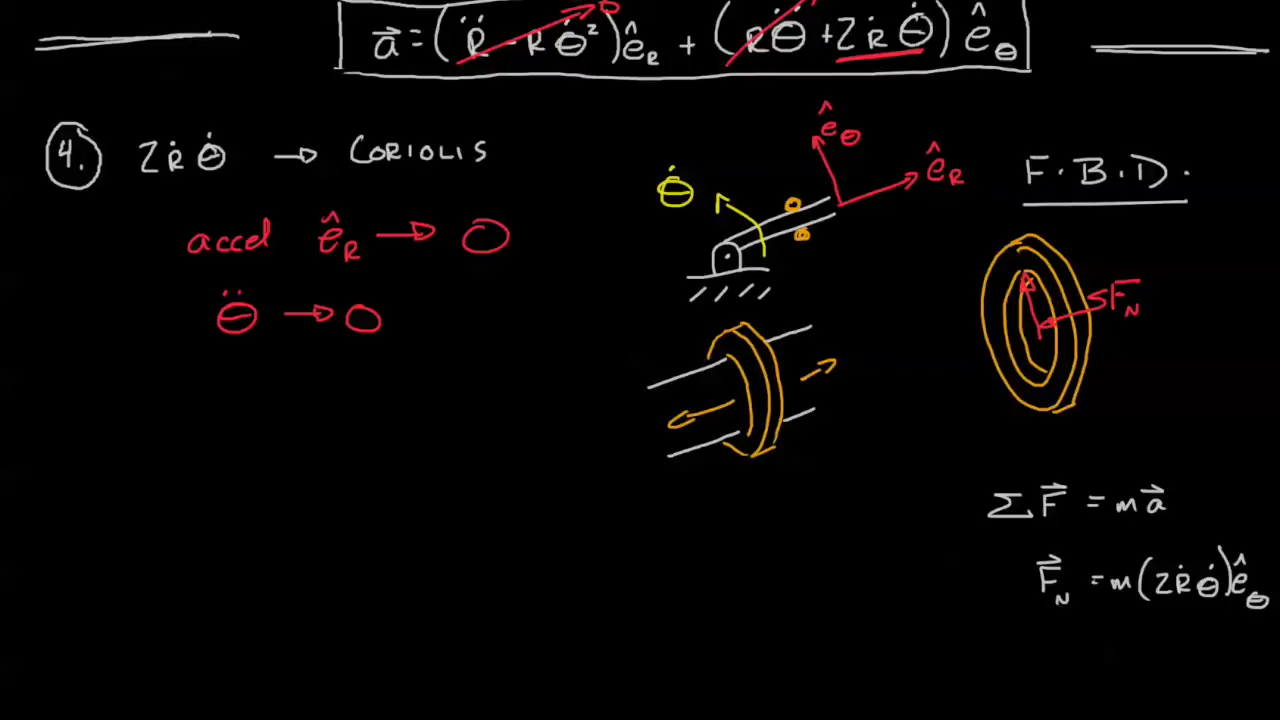 a⃗ = (R̈ - Rθ̇²) ê_R + (Rθ̈ + 2Ṙθ̇) ê_θ
4. 2Ṙθ̇ → CORIOLIS
accel ê_R → 0
θ̈ → 0
θ̇
ê_θ
ê_R
F.B.D.
F_N
ΣF⃗ = ma⃗
F⃗_N = m(2Ṙθ̇)ê_θ